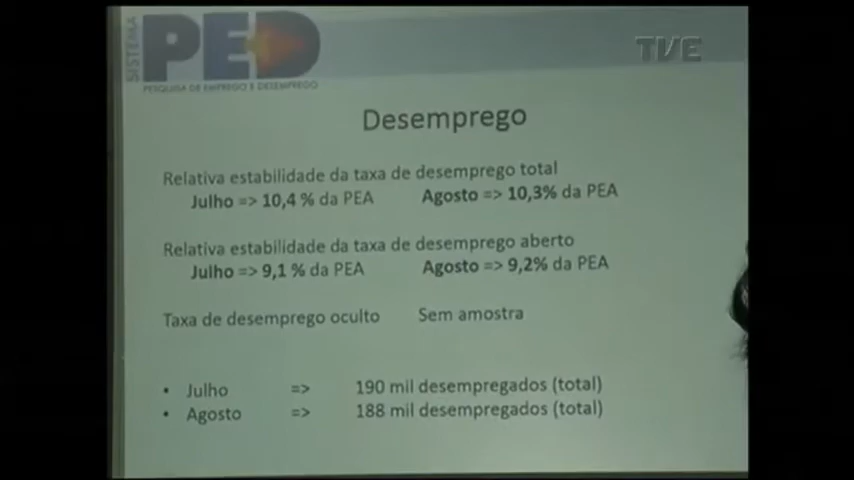 SISTEMA
PED
PESQUISA DE EMPREGO E DESEMPREGO
TVE
Desemprego
Relativa estabilidade da taxa de desemprego total
Julho => 10,4 % da PEA Agosto => 10,3% da PEA
Relativa estabilidade da taxa de desemprego aberto
Julho => 9,1 % da PEA Agosto => 9,2% da PEA
Taxa de desemprego oculto Sem amostra
• Julho => 190 mil desempregados (total)
• Agosto => 188 mil desempregados (total)